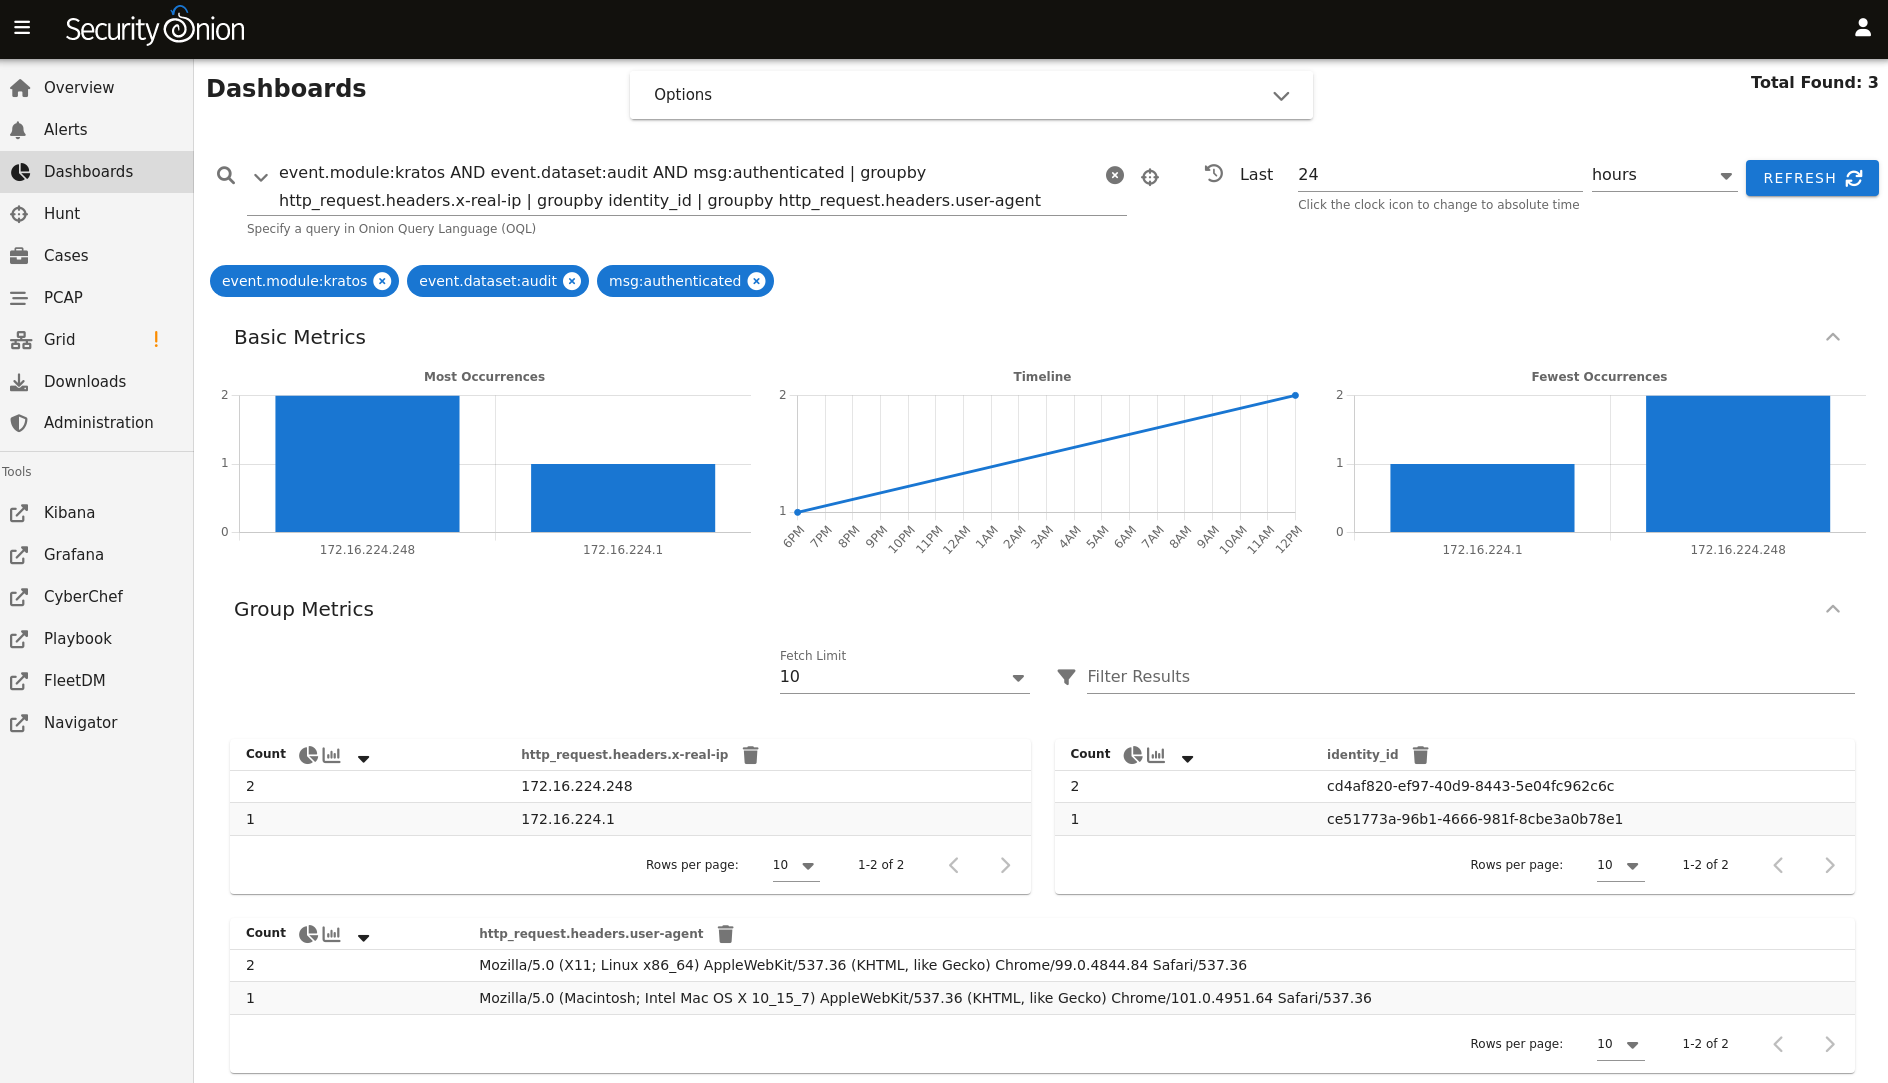 Security Onion
Overview
Alerts
Dashboards
Hunt
Cases
PCAP
Grid
Downloads
Administration
Tools
Kibana
Grafana
CyberChef
Playbook
FleetDM
Navigator
Dashboards
Options
Total Found: 3
event.module:kratos AND event.dataset:audit AND msg:authenticated | groupby
http_request.headers.x-real-ip | groupby identity_id | groupby http_request.headers.user-agent
Specify a query in Onion Query Language (OQL)
Last 24 hours REFRESH
Click the clock icon to change to absolute time
event.module:kratos event.dataset:audit msg:authenticated
Basic Metrics
Most Occurrences
2
1
0
172.16.224.248 172.16.224.1
Timeline
2
1
6PM 7PM 8PM 9PM 10PM 11PM 12AM 1AM 2AM 3AM 4AM 5AM 6AM 7AM 8AM 9AM 10AM 11AM 12PM
Fewest Occurrences
2
1
0
172.16.224.1 172.16.224.248
Group Metrics
Fetch Limit
10
Filter Results
Count http_request.headers.x-real-ip
2 172.16.224.248
1 172.16.224.1
Rows per page: 10 1-2 of 2
Count identity_id
2 cd4af820-ef97-40d9-8443-5e04fc962c6c
1 ce51773a-96b1-4666-981f-8cbe3a0b78e1
Rows per page: 10 1-2 of 2
Count http_request.headers.user-agent
2 Mozilla/5.0 (X11; Linux x86_64) AppleWebKit/537.36 (KHTML, like Gecko) Chrome/99.0.4844.84 Safari/537.36
1 Mozilla/5.0 (Macintosh; Intel Mac OS X 10_15_7) AppleWebKit/537.36 (KHTML, like Gecko) Chrome/101.0.4951.64 Safari/537.36
Rows per page: 10 1-2 of 2